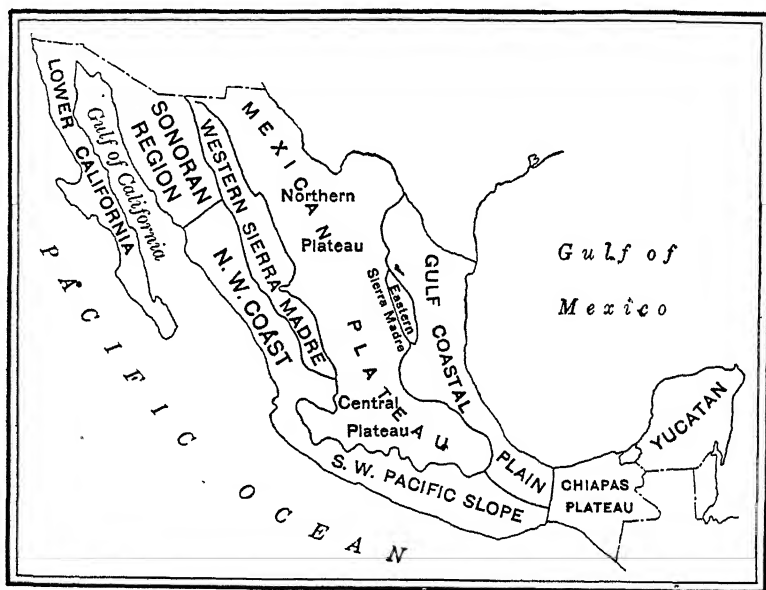 LOWER CALIFORNIA
Gulf of California
SONORAN
REGION
WESTERN SIERRA MADRE
MEXICAN PLATEAU
Northern
Plateau
N. W. COAST
Eastern
Sierra Madre
GULF COASTAL PLAIN
Gulf of
Mexico
Central
Plateau
S. W. PACIFIC SLOPE
CHIAPAS
PLATEAU
YUCATAN
PACIFIC OCEAN